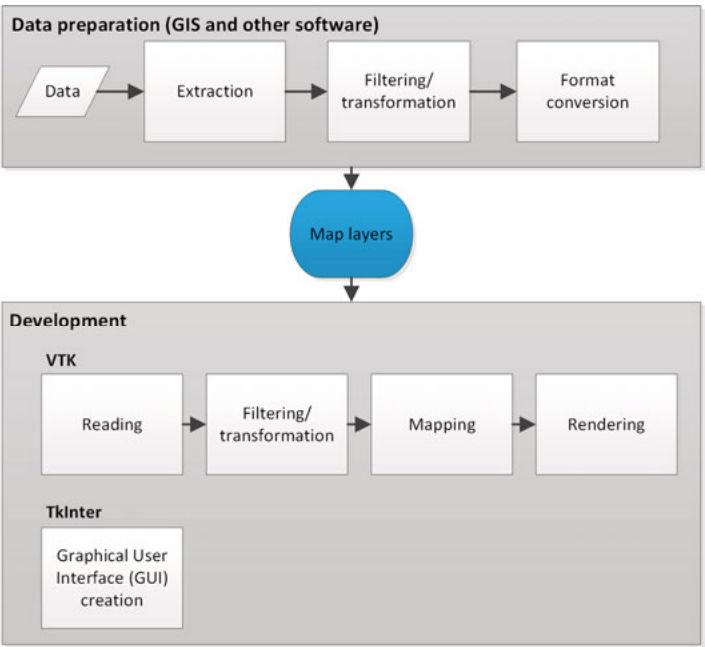 Data preparation (GIS and other software)
Data
Extraction
Filtering/
transformation
Format
conversion
Map layers
Development
VTK
Reading
Filtering/
transformation
Mapping
Rendering
TkInter
Graphical User
Interface (GUI)
creation